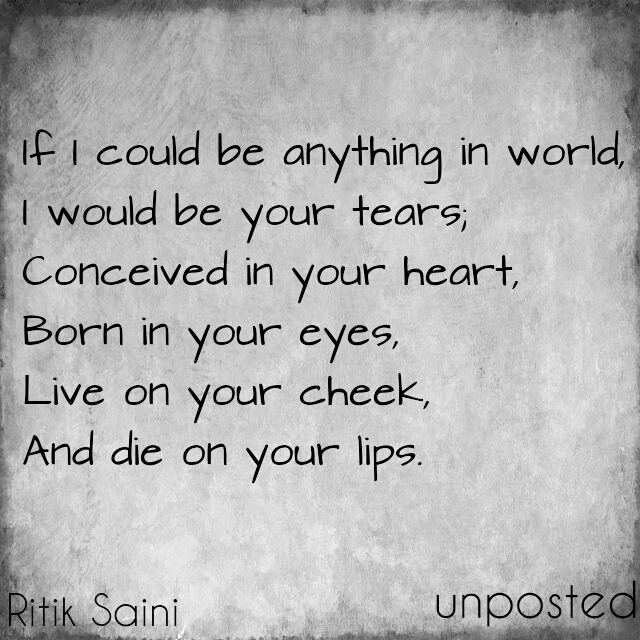 If I could be anything in world,
I would be your tears;
Conceived in your heart,
Born in your eyes,
Live on your cheek,
And die on your lips.
Ritik Saini
unposted